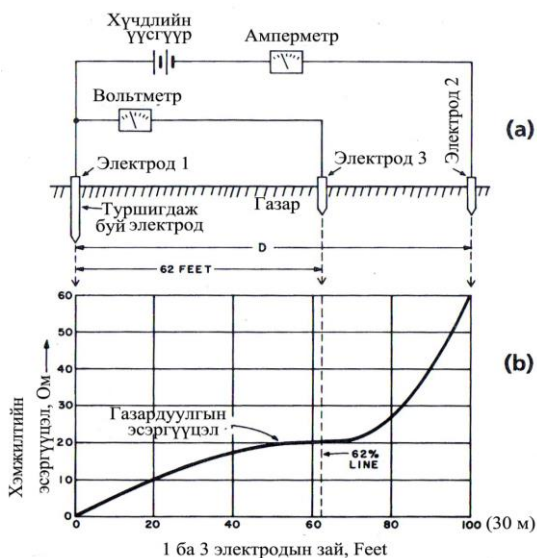 Хүчдлийн
үүсгүүр
Амперметр
Вольтметр
Электрод 2
(a)
Электрод 1
Электрод 3
Газар
Туршигдаж
буй электрод
D
62 FEET
60
50
40
30
20
10
0
Хэмжилтийн
эсэргүүцэл, Ом
(b)
Газардуулгын
эсэргүүцэл
62%
LINE
0
20
40
60
80
100 (30 м)
1 ба 3 электродын зай, Feet